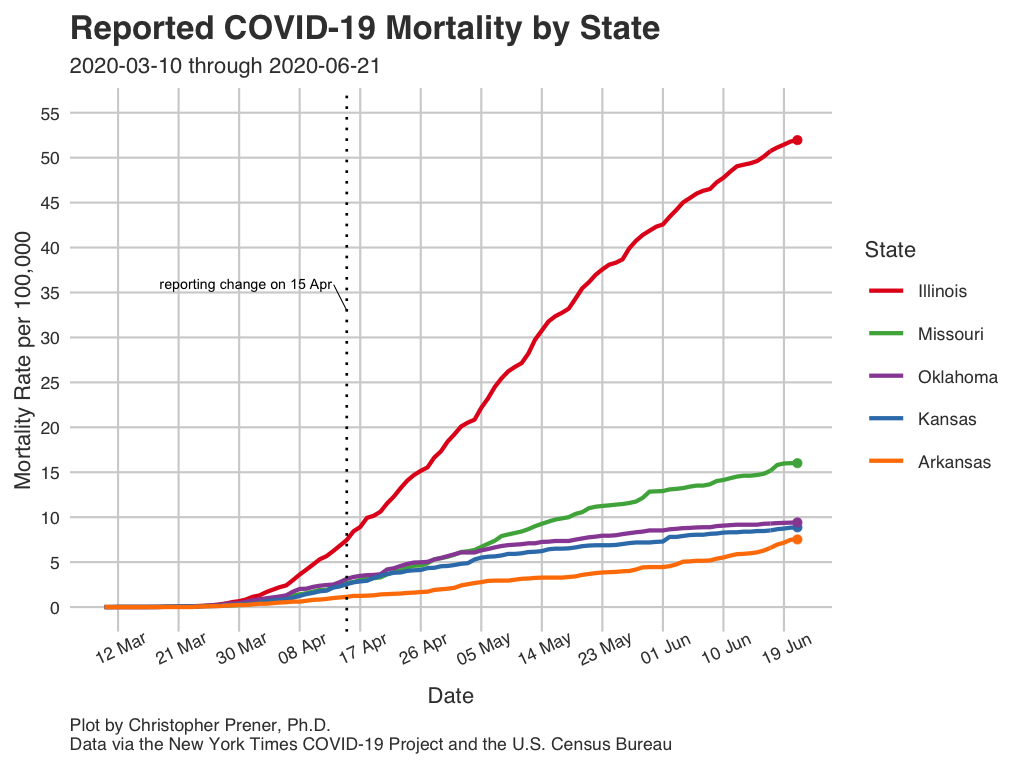 Reported COVID-19 Mortality by State
2020-03-10 through 2020-06-21
Mortality Rate per 100,000
55
50
45
40
35
30
25
20
15
10
5
0
reporting change on 15 Apr
12 Mar
21 Mar
30 Mar
08 Apr
17 Apr
26 Apr
05 May
14 May
23 May
01 Jun
10 Jun
19 Jun
Date
State
Illinois
Missouri
Oklahoma
Kansas
Arkansas
Plot by Christopher Prener, Ph.D.
Data via the New York Times COVID-19 Project and the U.S. Census Bureau